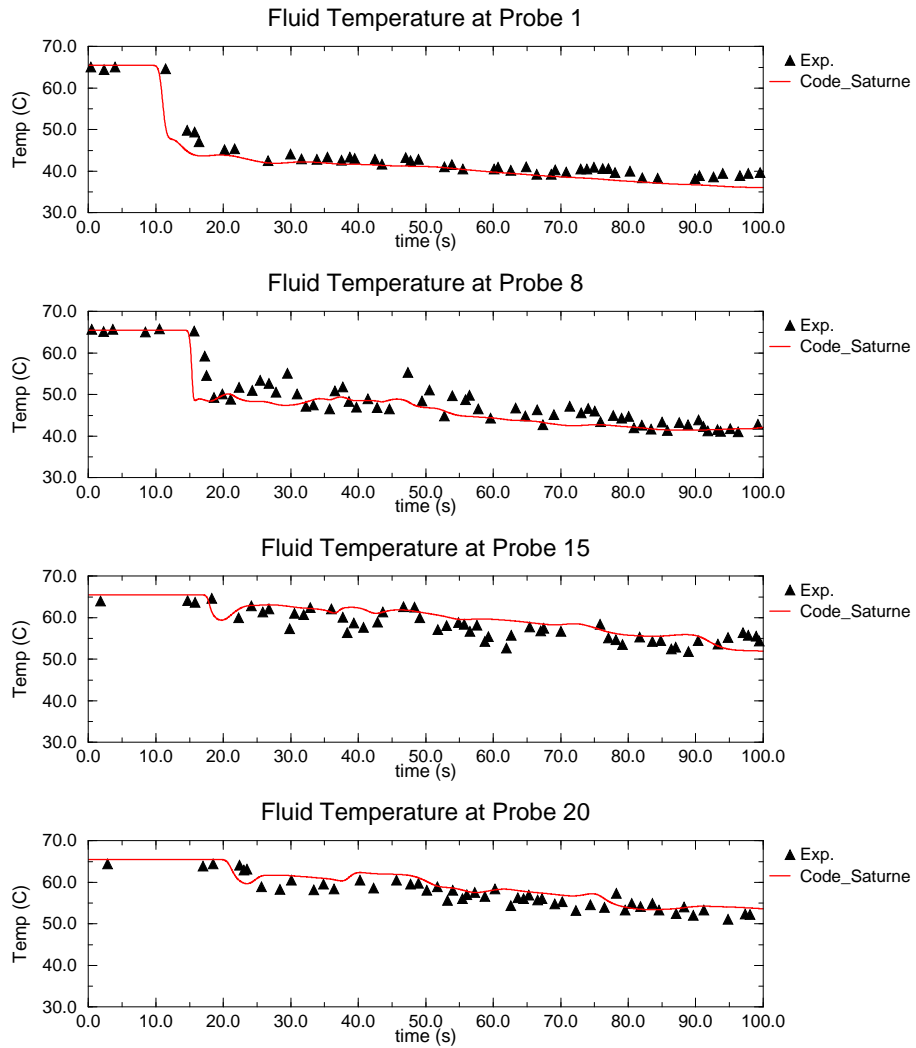 Fluid Temperature at Probe 1
70.0
60.0
50.0
40.0
30.0
Temp (C)
0.0 10.0 20.0 30.0 40.0 50.0 60.0 70.0 80.0 90.0 100.0
time (s)
Exp.
Code_Saturne
Fluid Temperature at Probe 8
70.0
60.0
50.0
40.0
30.0
Temp (C)
0.0 10.0 20.0 30.0 40.0 50.0 60.0 70.0 80.0 90.0 100.0
time (s)
Exp.
Code_Saturne
Fluid Temperature at Probe 15
70.0
60.0
50.0
40.0
30.0
Temp (C)
0.0 10.0 20.0 30.0 40.0 50.0 60.0 70.0 80.0 90.0 100.0
time (s)
Exp.
Code_Saturne
Fluid Temperature at Probe 20
70.0
60.0
50.0
40.0
30.0
Temp (C)
0.0 10.0 20.0 30.0 40.0 50.0 60.0 70.0 80.0 90.0 100.0
time (s)
Exp.
Code_Saturne